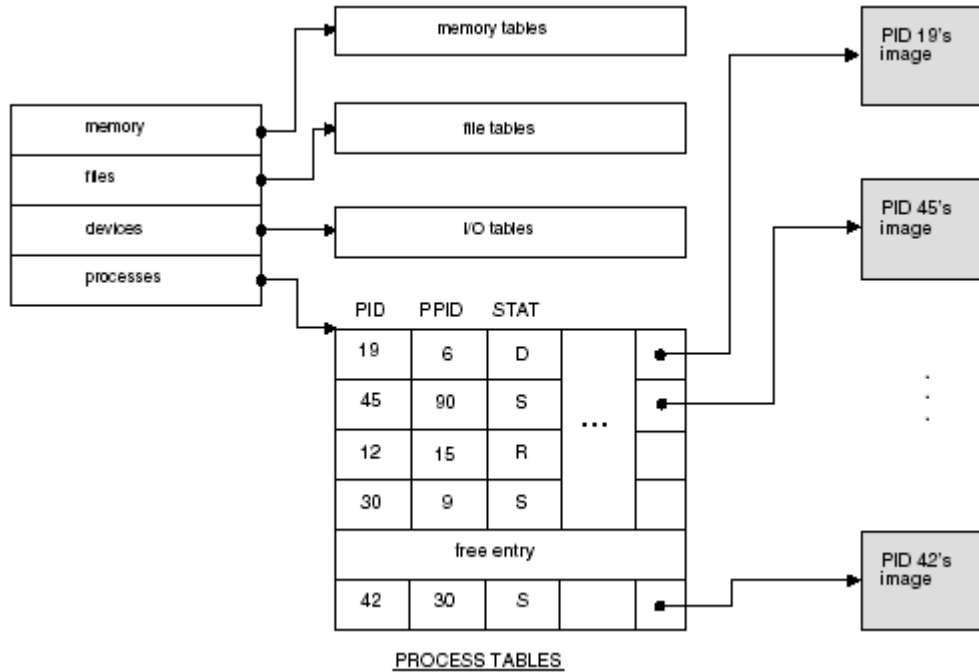 memory tables
PID 19's
image
memory
file tables
files
PID 45's
image
devices
I/O tables
processes
PID PPID STAT
19 6 D
45 90 S
...
12 15 R
30 9 S
free entry
PID 42's
image
42 30 S
PROCESS TABLES